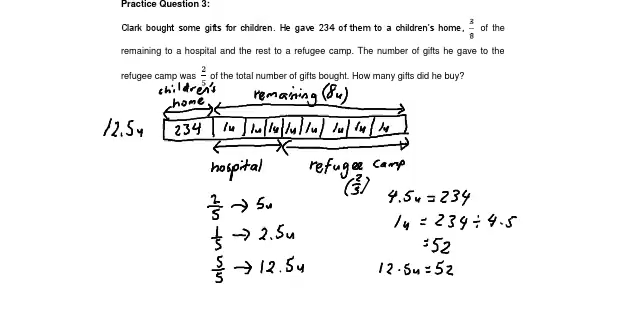 Practice Question 3:
Clark bought some gifts for children. He gave 234 of them to a children's home, 3/8 of the
remaining to a hospital and the rest to a refugee camp. The number of gifts he gave to the
refugee camp was 2/5 of the total number of gifts bought. How many gifts did he buy?
children's home
remaining (8u)
12.5u
234 1u 1u 1u 1u 1u 1u 1u 1u
hospital
refugee camp
(2/5)
2/5 → 5u
1/5 → 2.5u
5/5 → 12.5u
4.5u = 234
1u = 234 ÷ 4.5
= 52
12.5u = 52